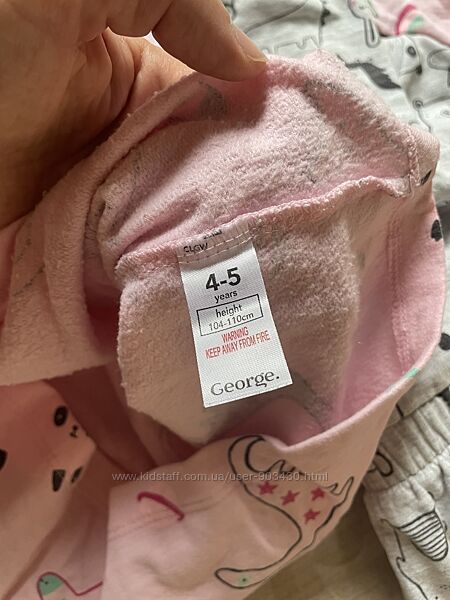 CLGW
4-5
years
height
104-110cm
WARNING
KEEP AWAY FROM FIRE
George.
www.kidstaff.com.ua/user-903430.html